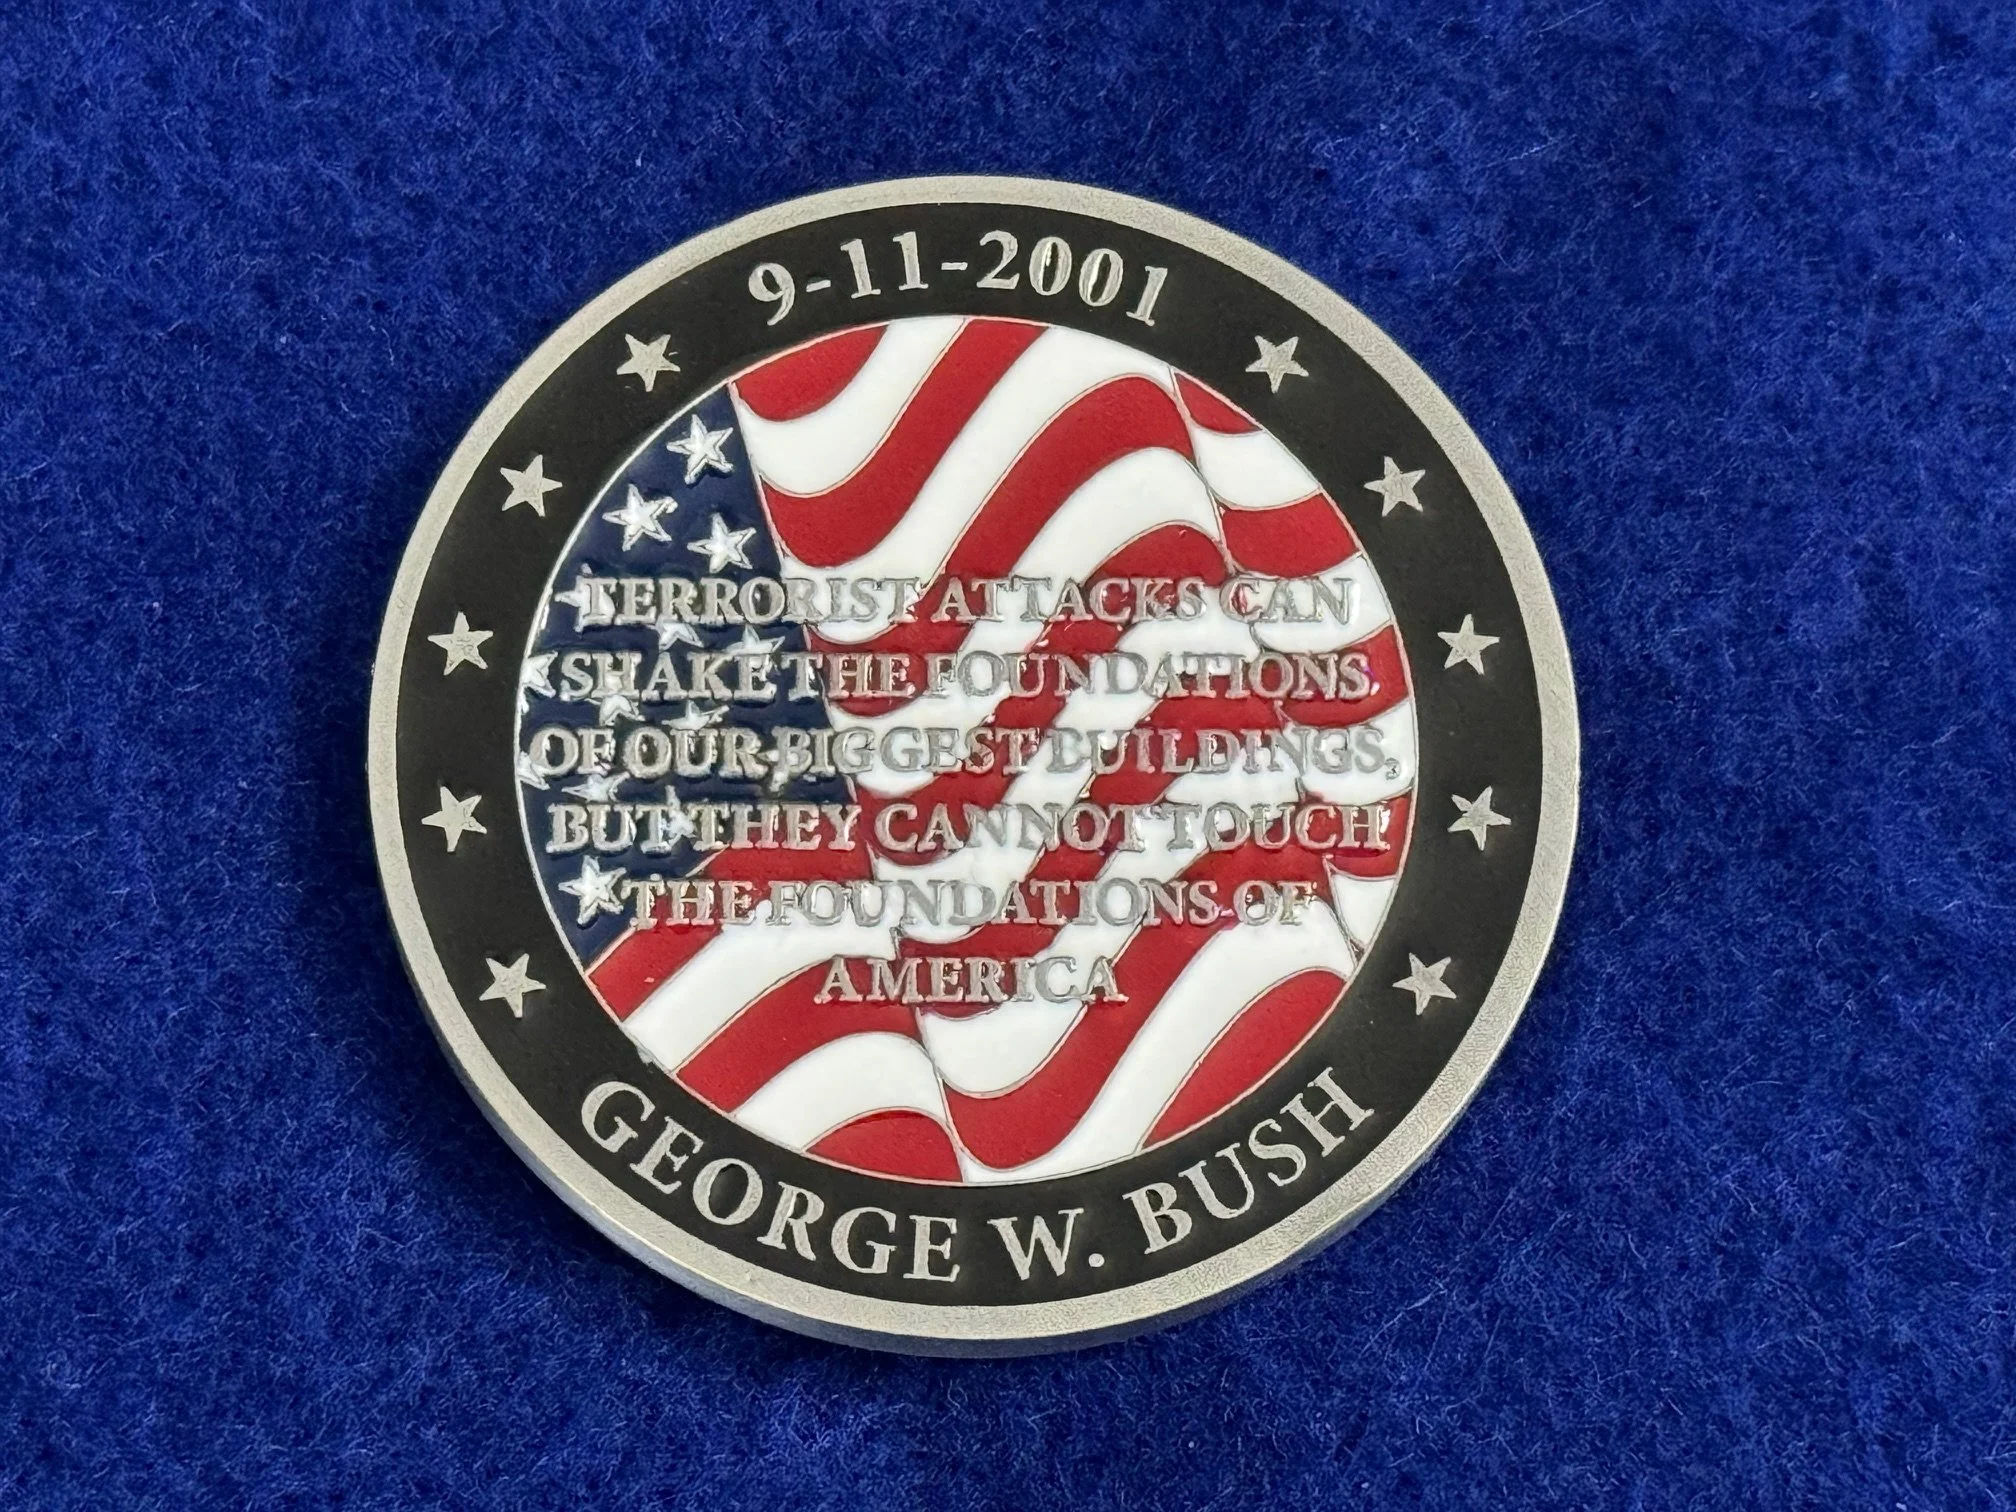 9-11-2001
TERRORIST ATTACKS CAN
SHAKE THE FOUNDATIONS
OF OUR BIGGEST BUILDINGS,
BUT THEY CANNOT TOUCH
THE FOUNDATIONS OF
AMERICA
GEORGE W. BUSH